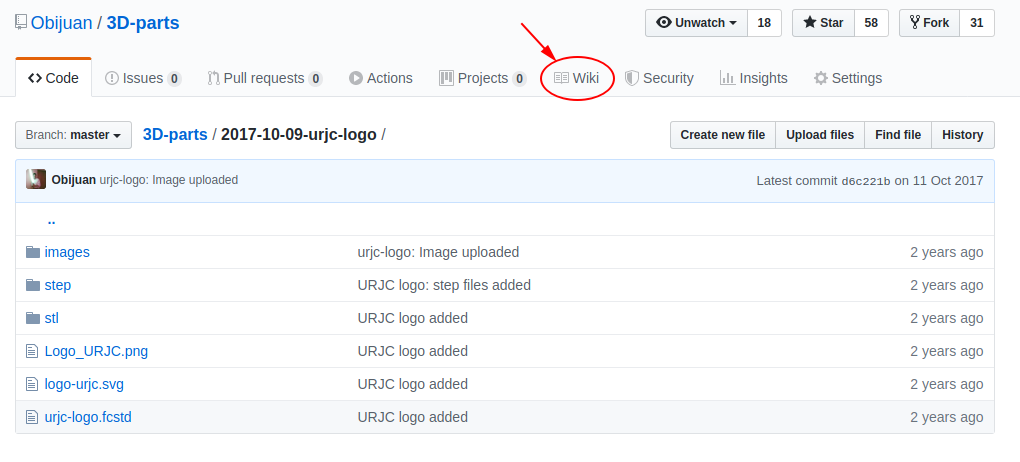 Obijuan / 3D-parts Unwatch 18 Star 58 Fork 31
Code Issues 0 Pull requests 0 Actions Projects 0 Wiki Security Insights Settings
Branch: master 3D-parts / 2017-10-09-urjc-logo / Create new file Upload files Find file History
Obijuan urjc-logo: Image uploaded Latest commit d6c221b on 11 Oct 2017
..
images urjc-logo: Image uploaded 2 years ago
step URJC logo: step files added 2 years ago
stl URJC logo added 2 years ago
Logo_URJC.png URJC logo added 2 years ago
logo-urjc.svg URJC logo added 2 years ago
urjc-logo.fcstd URJC logo added 2 years ago